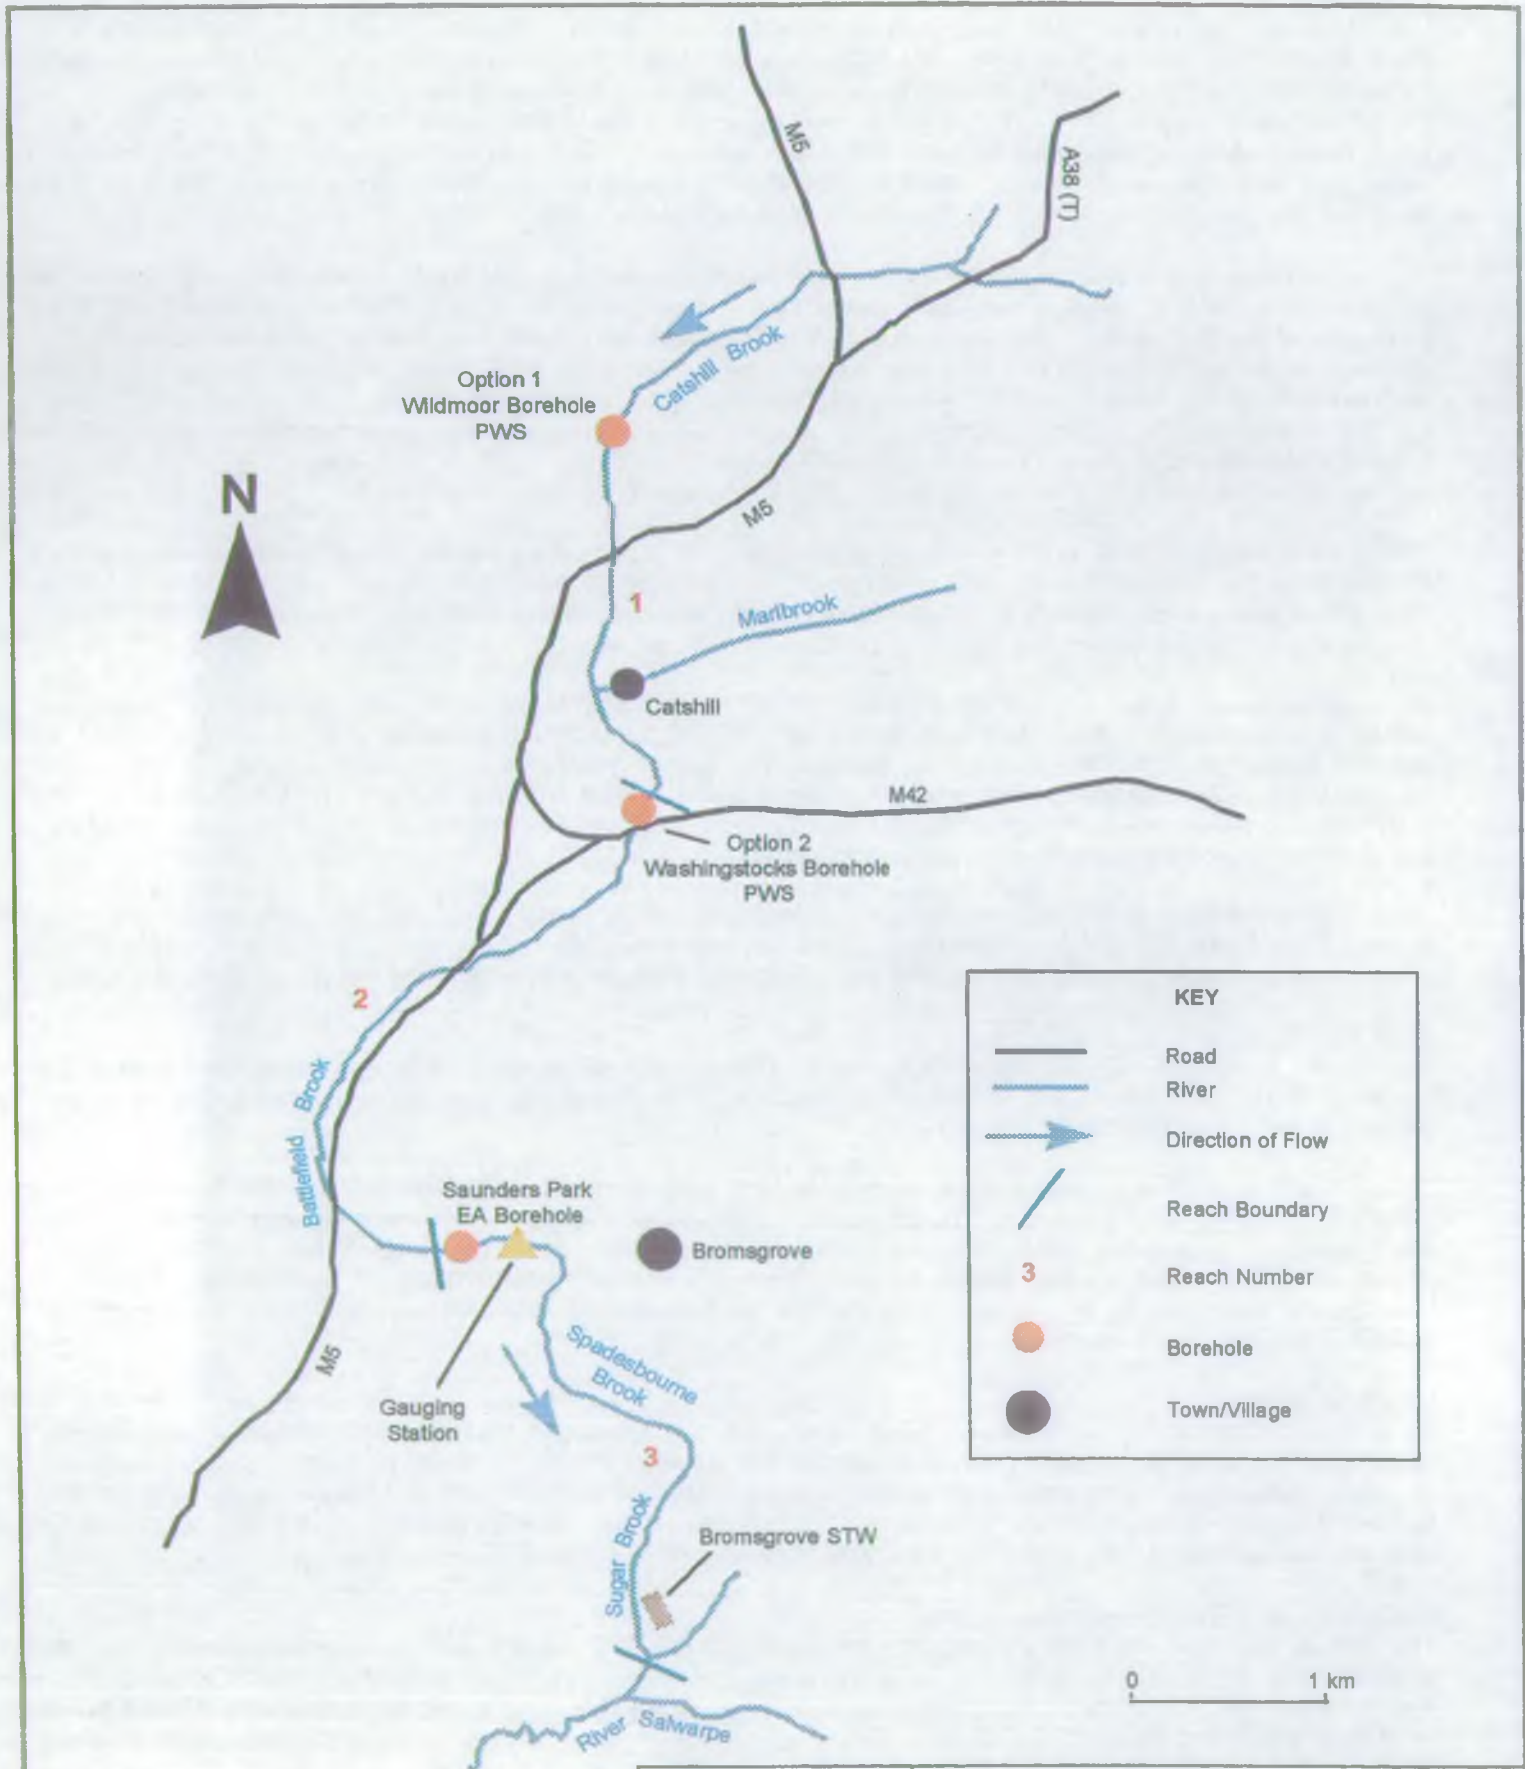 M5
A38 (T)
Catshill Brook
Option 1
Wildmoor Borehole
PWS
N
M5
1
Marlbrook
Catshill
M42
Option 2
Washingstocks Borehole
PWS
2
Battlefield Brook
Saunders Park
EA Borehole
Bromsgrove
M5
Gauging
Station
Spadesbourne
Brook
3
Sugar Brook
Bromsgrove STW
River Salwarpe
KEY
Road
River
Direction of Flow
Reach Boundary
3 Reach Number
Borehole
Town/Village
0 1 km